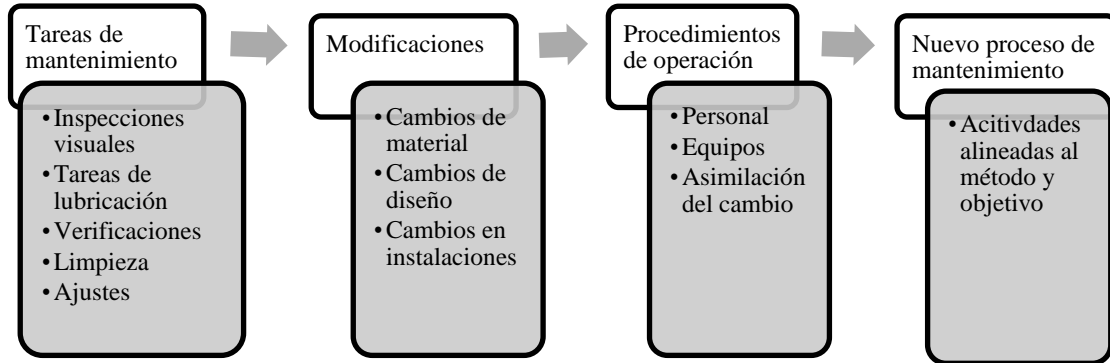 Tareas de
mantenimiento
• Inspecciones
visuales
• Tareas de
lubricación
• Verificaciones
• Limpieza
• Ajustes
Modificaciones
• Cambios de
material
• Cambios de
diseño
• Cambios en
instalaciones
Procedimientos
de operación
• Personal
• Equipos
• Asimilación
del cambio
Nuevo proceso de
mantenimiento
• Acitivdades
alineadas al
método y
objetivo